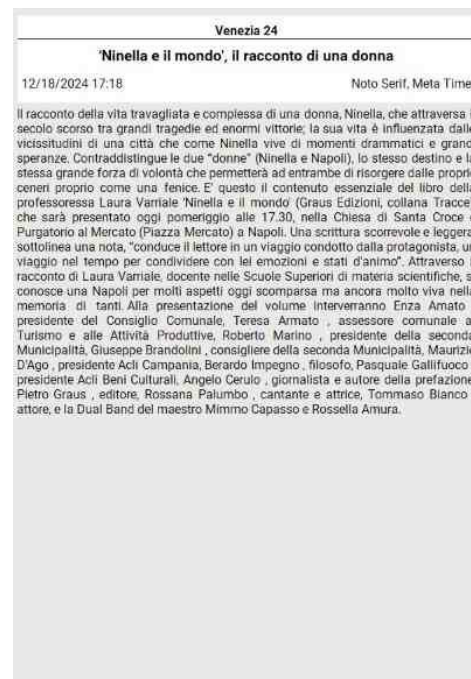 Venezia 24
'Ninella e il mondo', il racconto di una donna
12/18/2024 17:18
Noto Serif, Meta Time
Il racconto della vita travagliata e complessa di una donna, Ninella, che attraversa
secolo scorso tra grandi tragedie ed enormi vittorie; la sua vita è influenzata dalle
vicissitudini di una città che come Ninella vive di momenti drammatici e grand
speranze. Contraddistingue le due "donne" (Ninella e Napoli), lo stesso destino e la
stessa grande forza di volontà che permetterà ad entrambe di risorgere dalle proprie
ceneri proprio come una fenice. E' questo il contenuto essenziale del libro della
professoressa Laura Varriale 'Ninella e il mondo' (Graus Edizioni, collana Tracce)
che sarà presentato oggi pomeriggio alle 17.30, nella Chiesa di Santa Croce e
Purgatorio al Mercato (Piazza Mercato) a Napoli. Una scrittura scorrevole e leggera
sottolinea una nota, "conduce il lettore in un viaggio condotto dalla protagonista, un
viaggio nel tempo per condividere con lei emozioni e stati d'animo". Attraverso
racconto di Laura Varriale, docente nelle Scuole Superiori di materia scientifiche, s
conosce una Napoli per molti aspetti oggi scomparsa ma ancora molto viva nella
memoria di tanti. Alla presentazione del volume interverranno Enza Amato
presidente del Consiglio Comunale, Teresa Armato , assessore comunale al
Turismo e alle Attività Produttive, Roberto Marino , presidente della seconda
Municipalità, Giuseppe Brandolini , consigliere della seconda Municipalità, Maurizio
D'Ago , presidente Acli Campania, Berardo Impegno , filosofo, Pasquale Gallifuoco
presidente Acli Beni Culturali, Angelo Cerulo , giornalista e autore della prefazione
Pietro Graus , editore, Rossana Palumbo , cantante e attrice, Tommaso Bianco
attore, e la Dual Band del maestro Mimmo Capasso e Rossella Amura.